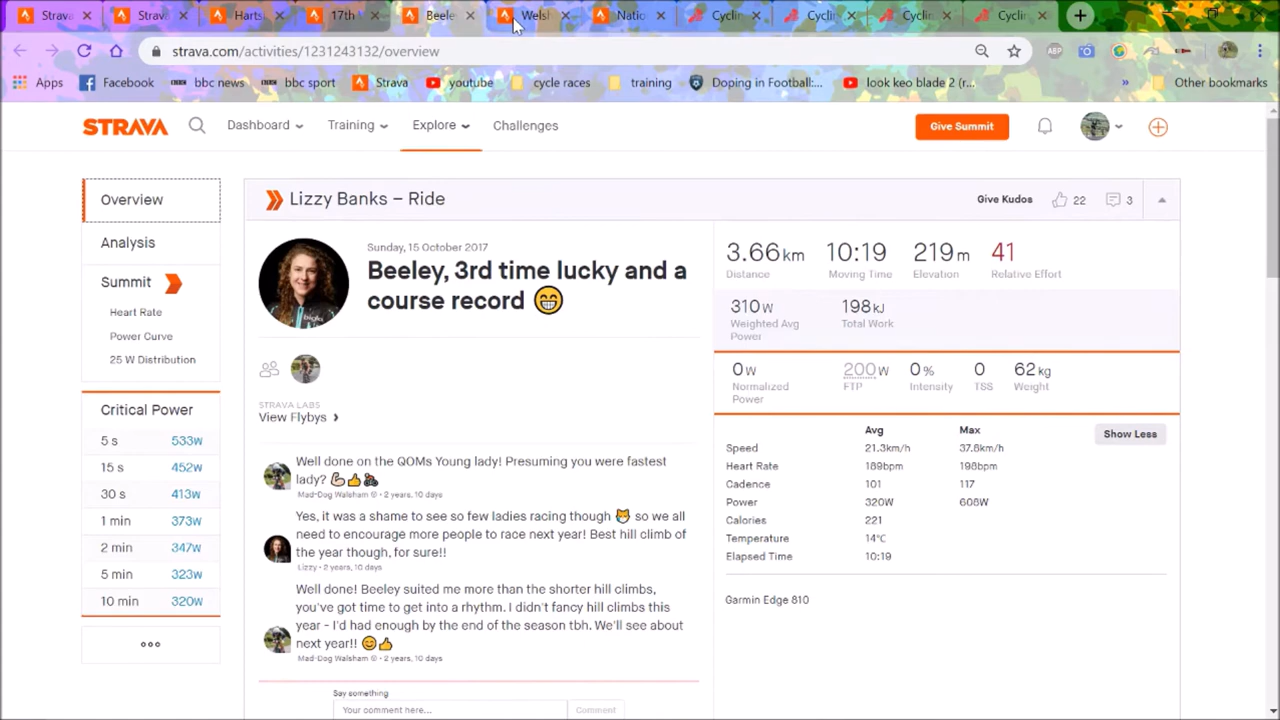 Strava
Strava
Harts
17th
Beele
Welsh
Natio
Cyclin
Cyclin
Cyclin
Cyclin
strava.com/activities/1231243132/overview
ABP
Apps Facebook bbc news bbc sport Strava youtube cycle races training Doping in Football:... look keo blade 2 (r... » Other bookmarks
STRAVA Dashboard Training Explore Challenges Give Summit
Overview
Analysis
Summit
Heart Rate
Power Curve
25 W Distribution
Critical Power
5 s 533W
15 s 452W
30 s 413W
1 min 373W
2 min 347W
5 min 323W
10 min 320W
Lizzy Banks – Ride
Give Kudos 22 3
Sunday, 15 October 2017
Beeley, 3rd time lucky and a
course record 😁
STRAVA LABS
View Flybys ›
Well done on the QOMs Young lady! Presuming you were fastest
lady? 💪👍🚴
Mad-Dog Walsham • 2 years, 10 days
Yes, it was a shame to see so few ladies racing though 😿 so we all
need to encourage more people to race next year! Best hill climb of
the year though, for sure!!
Lizzy • 2 years, 10 days
Well done! Beeley suited me more than the shorter hill climbs,
you've got time to get into a rhythm. I didn't fancy hill climbs this
year - I'd had enough by the end of the season tbh. We'll see about
next year!! 😊👍
Mad-Dog Walsham • 2 years, 10 days
Say something
Your comment here... Comment
3.66km 10:19 219m 41
Distance Moving Time Elevation Relative Effort
310W 198kJ
Weighted Avg Total Work
Power
0W 200W 0% 0 62kg
Normalized FTP Intensity TSS Weight
Power
Avg Max
Show Less
Speed 21.3km/h 37.8km/h
Heart Rate 189bpm 198bpm
Cadence 101 117
Power 320W 608W
Calories 221
Temperature 14℃
Elapsed Time 10:19
Garmin Edge 810